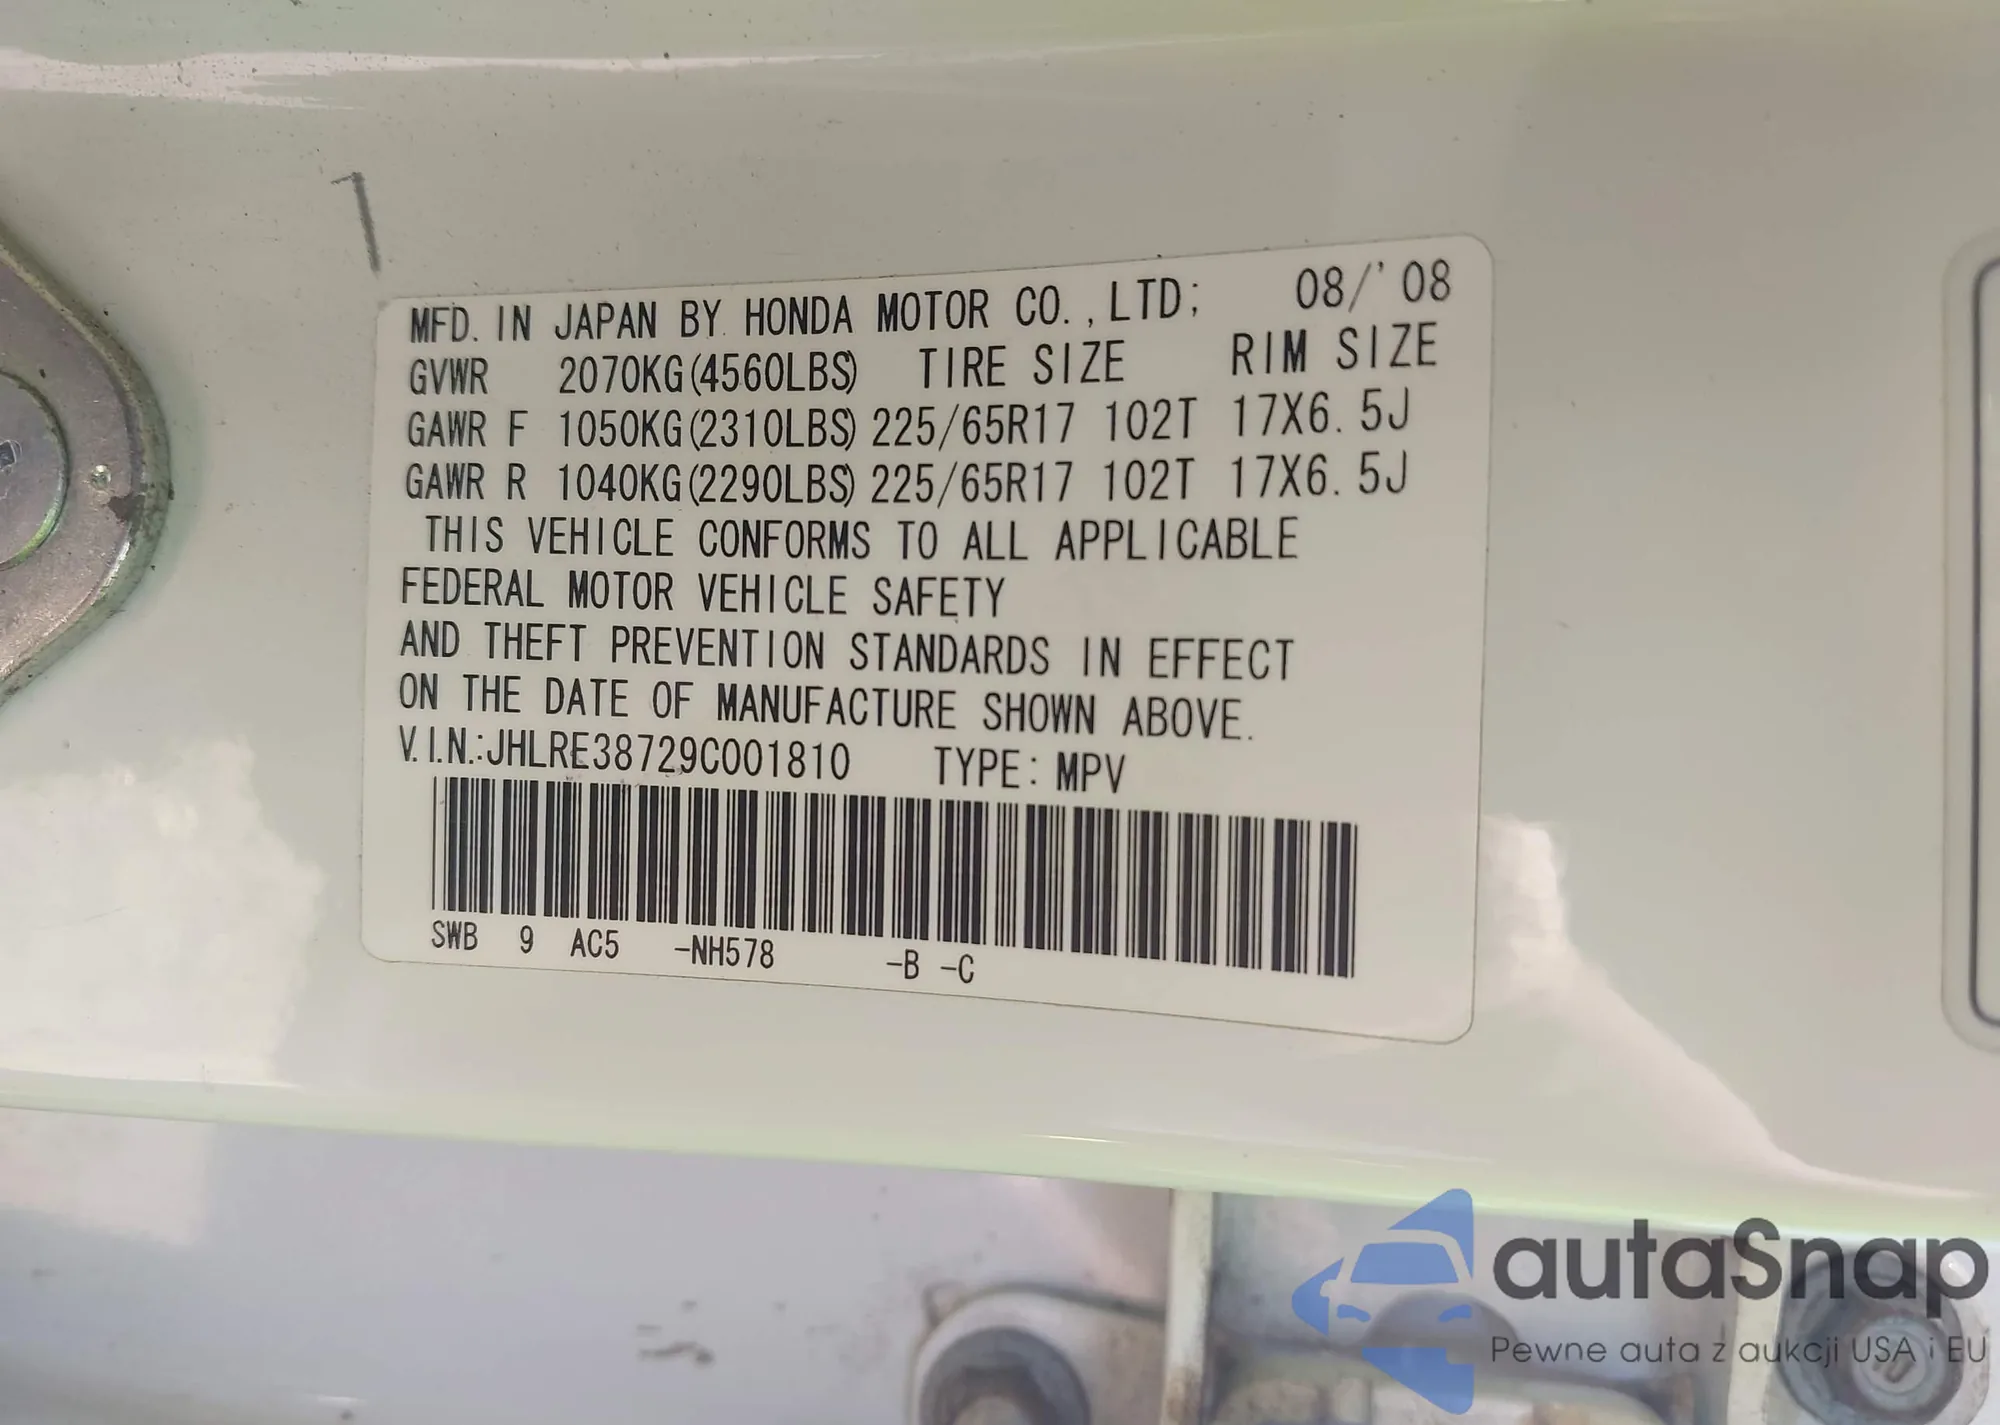 MFD. IN JAPAN BY HONDA MOTOR CO.,LTD; 08/'08
GVWR 2070KG(4560LBS) TIRE SIZE RIM SIZE
GAWR F 1050KG(2310LBS) 225/65R17 102T 17X6.5J
GAWR R 1040KG(2290LBS) 225/65R17 102T 17X6.5J
THIS VEHICLE CONFORMS TO ALL APPLICABLE
FEDERAL MOTOR VEHICLE SAFETY
AND THEFT PREVENTION STANDARDS IN EFFECT
ON THE DATE OF MANUFACTURE SHOWN ABOVE.
V.I.N.:JHLRE38729C001810 TYPE: MPV
SWB 9 AC5 -NH578 -B -C
autaSnap
Pewne auta z aukcji USA i EU